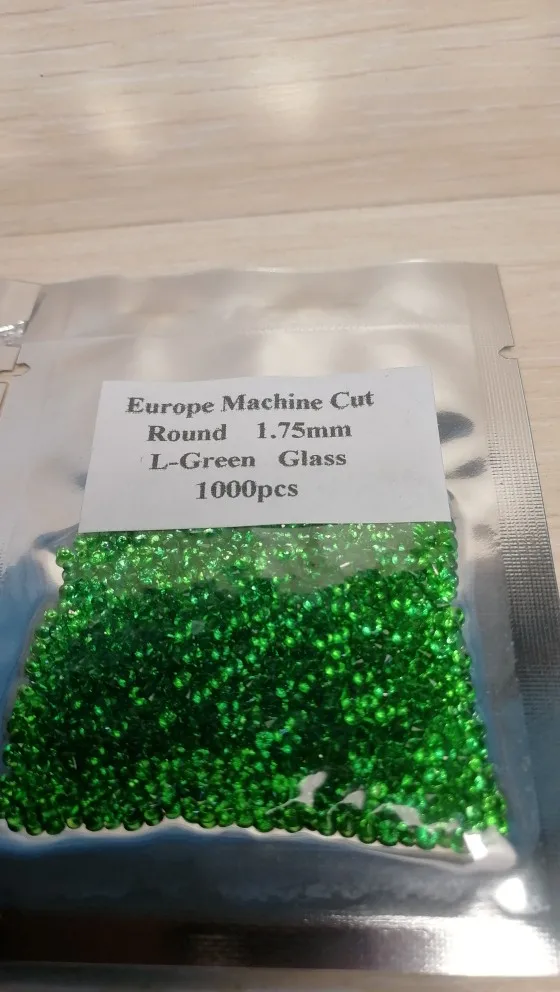 Europe Machine Cut
Round 1.75mm
L-Green Glass
1000pcs